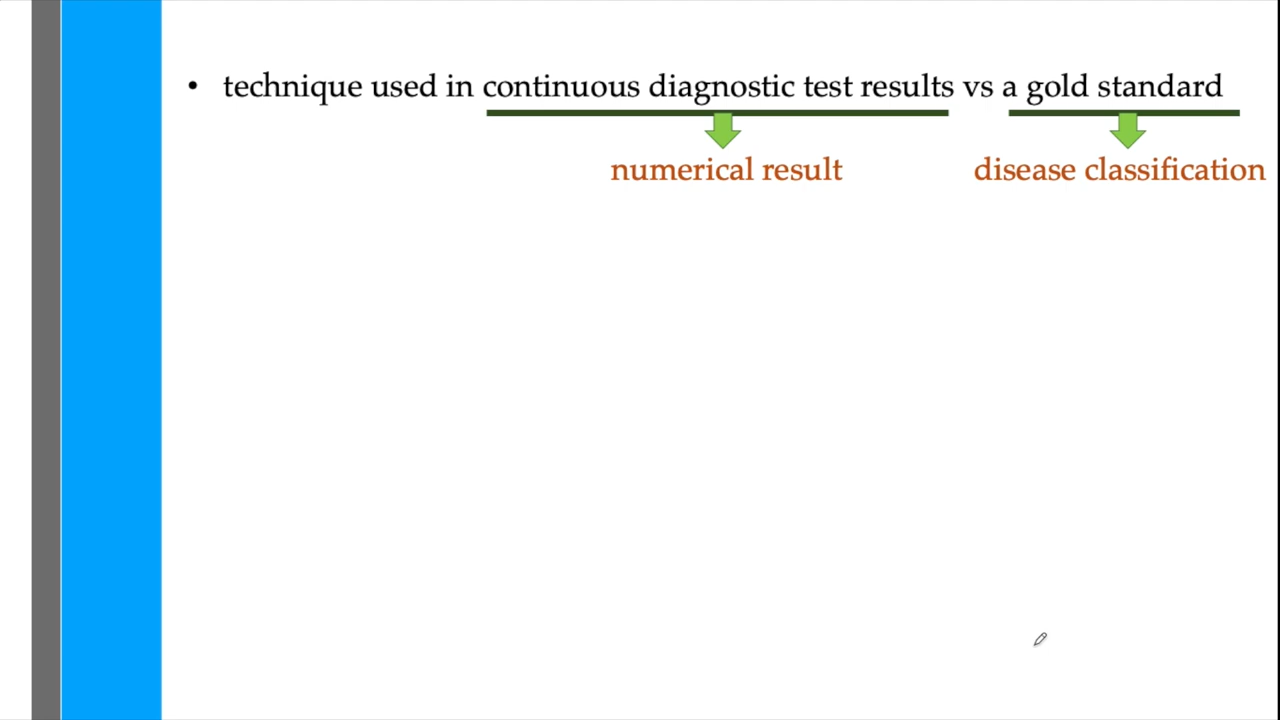 • technique used in continuous diagnostic test results vs a gold standard
numerical result disease classification